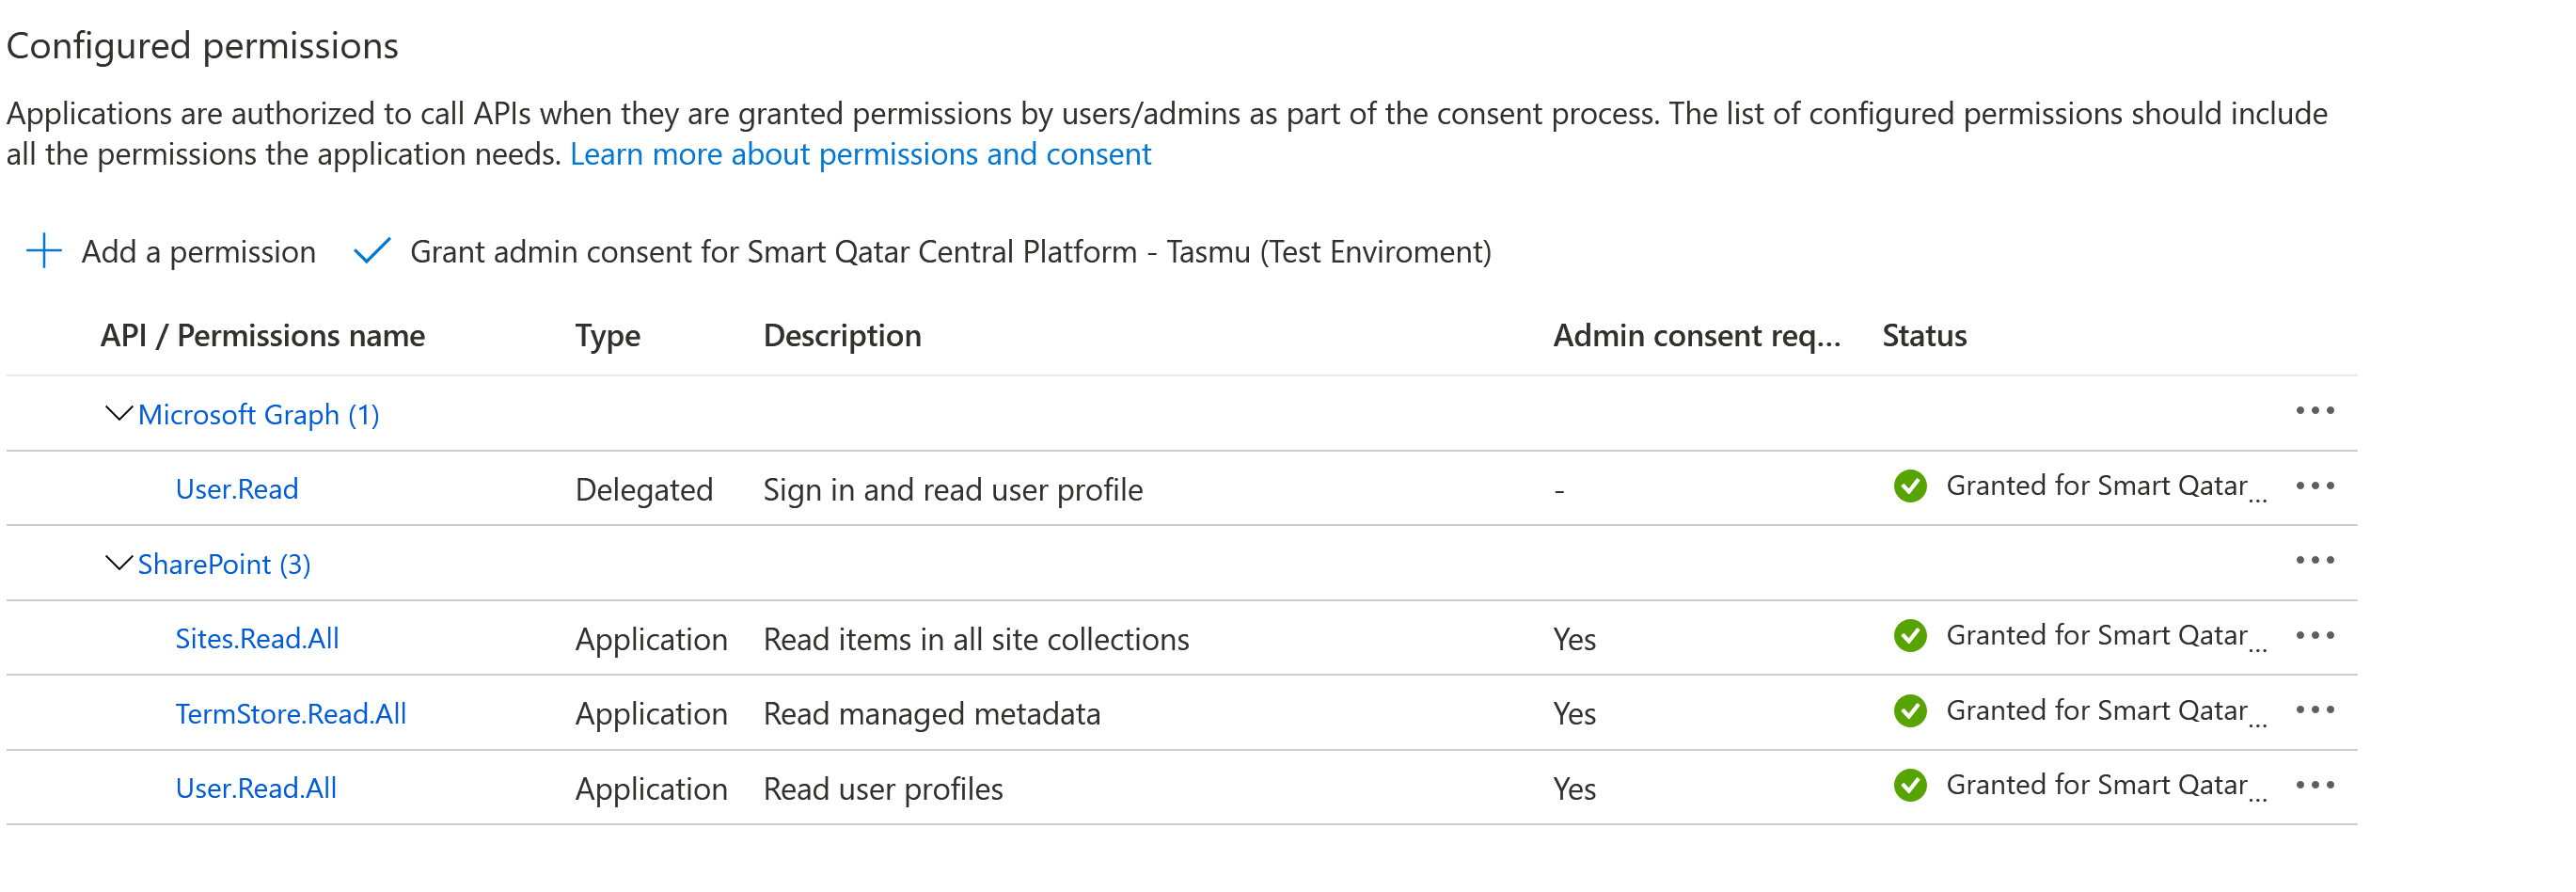 Configured permissions
Applications are authorized to call APIs when they are granted permissions by users/admins as part of the consent process. The list of configured permissions should include
all the permissions the application needs. Learn more about permissions and consent
Add a permission Grant admin consent for Smart Qatar Central Platform - Tasmu (Test Enviroment)
API / Permissions name Type Description Admin consent req... Status
Microsoft Graph (1)
User.Read Delegated Sign in and read user profile - Granted for Smart Qatar...
SharePoint (3)
Sites.Read.All Application Read items in all site collections Yes Granted for Smart Qatar...
TermStore.Read.All Application Read managed metadata Yes Granted for Smart Qatar...
User.Read.All Application Read user profiles Yes Granted for Smart Qatar...